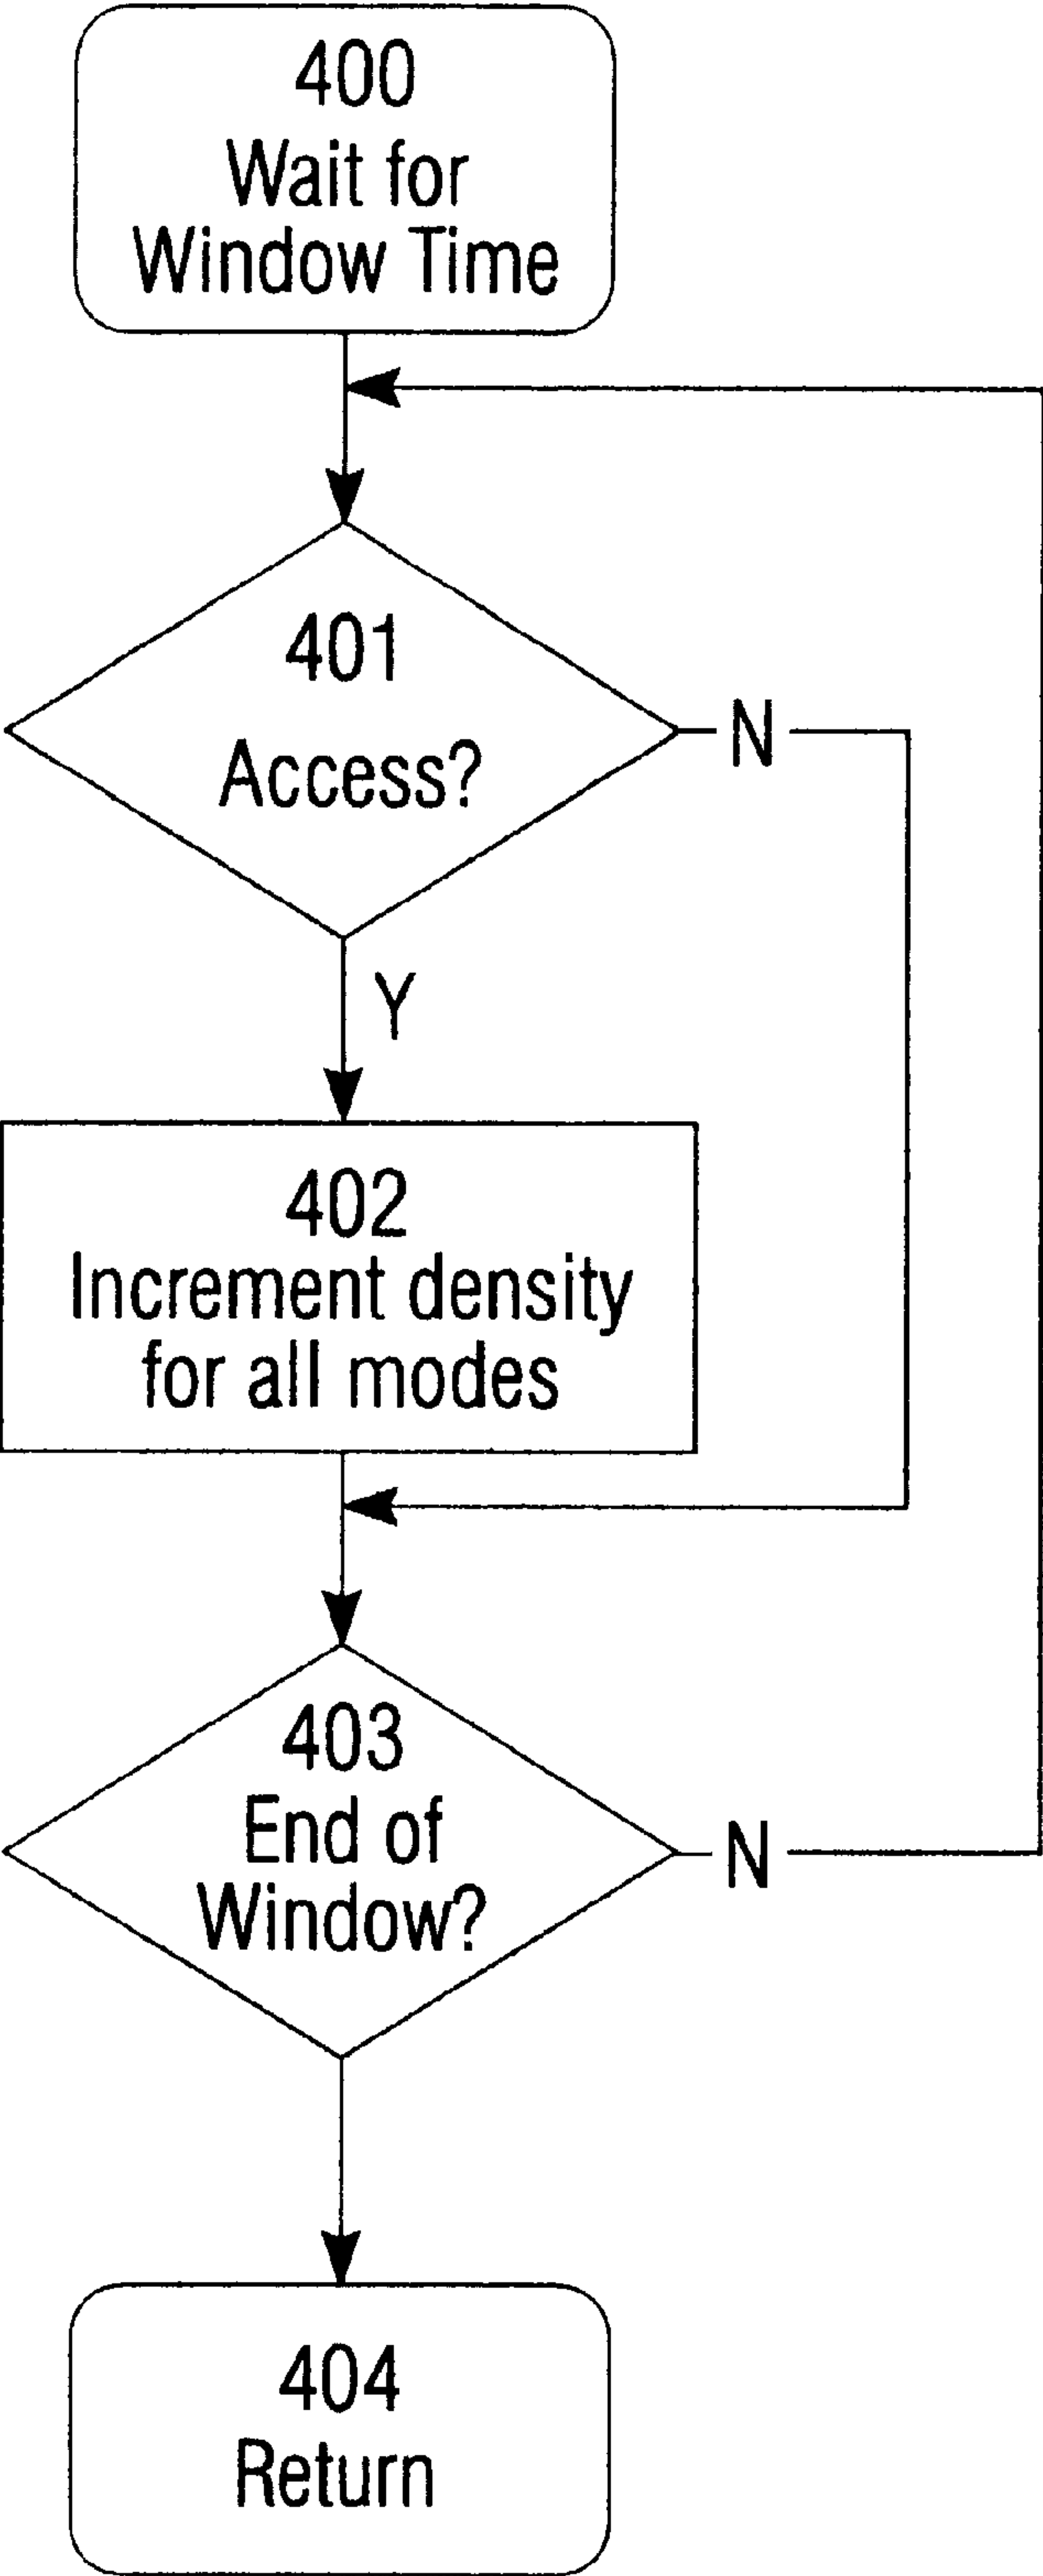 400
Wait for
Window Time
401
Access?
N
Y
402
Increment density
for all modes
403
End of
Window?
N
404
Return